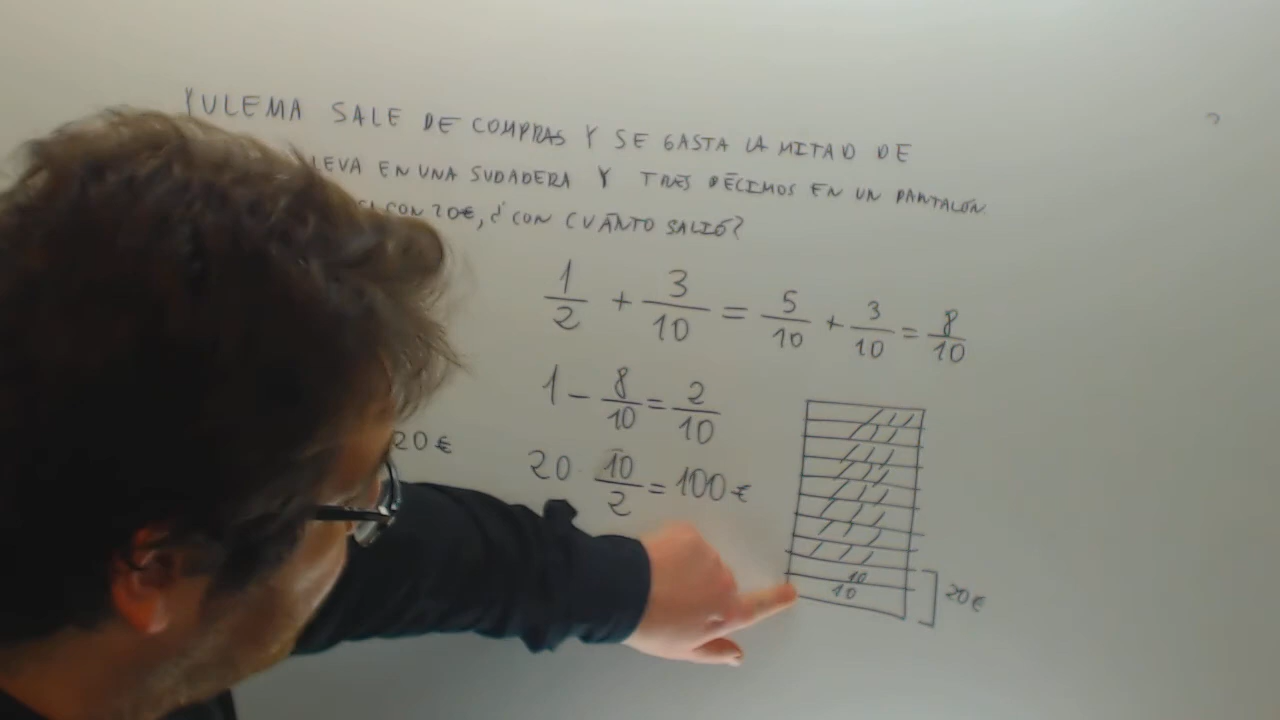 YULEMA SALE DE COMPRAS Y SE GASTA LA MITAD DE
LEVA EN UNA SUDADERA Y TRES DÉCIMOS EN UN PANTALÓN.
CON 20€, ¿CON CUÁNTO SALIÓ?
1/2 + 3/10 = 5/10 + 3/10 = 8/10
1 - 8/10 = 2/10
20€
20 · 10/2 = 100€
10
10
20€